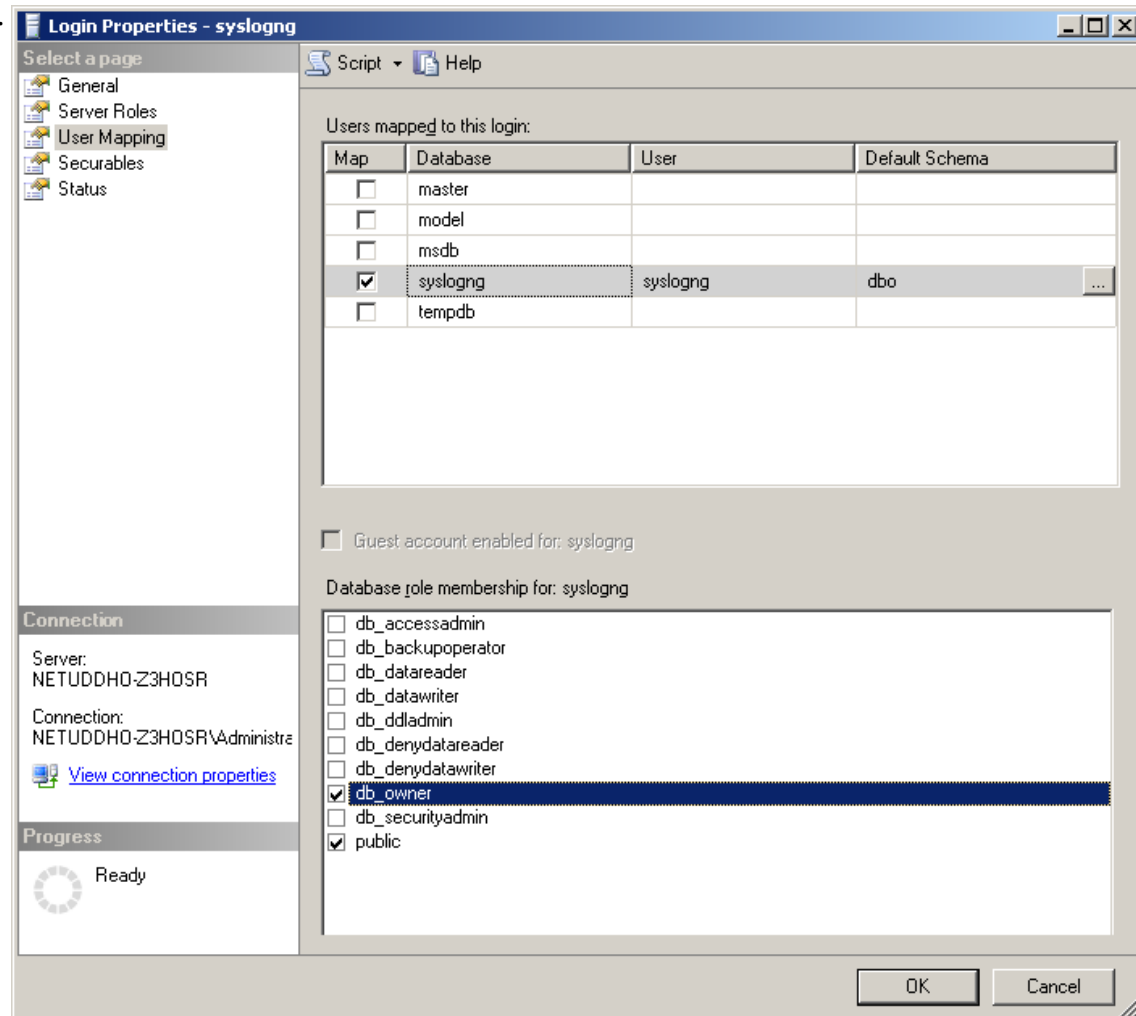 Login Properties - syslogng
Select a page
General
Server Roles
User Mapping
Securables
Status
Script Help
Users mapped to this login:
Map Database User Default Schema
master
model
msdb
syslogng syslogng dbo ...
tempdb
Guest account enabled for: syslogng
Database role membership for: syslogng
db_accessadmin
db_backupoperator
db_datareader
db_datawriter
db_ddladmin
db_denydatareader
db_denydatawriter
db_owner
db_securityadmin
public
Connection
Server:
NETUDDHO-Z3HOSR
Connection:
NETUDDHO-Z3HOSR\Administra
View connection properties
Progress
Ready
OK Cancel